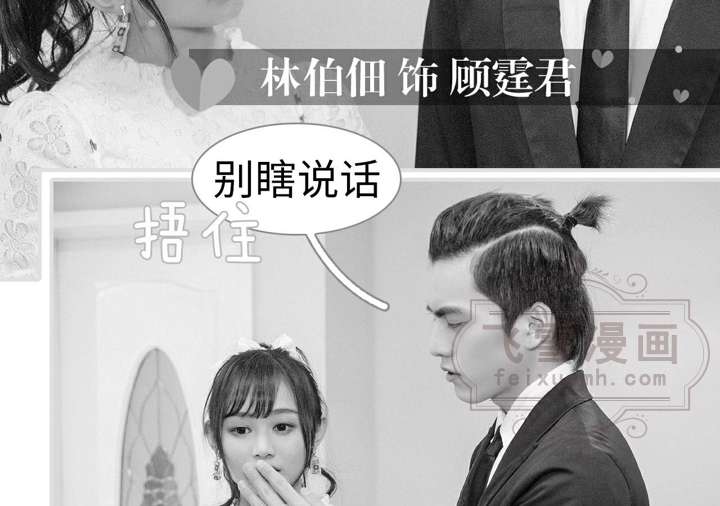 林伯佃 饰 顾霆君
别瞎说话
捂住
飞雪漫画
feixuemh.com